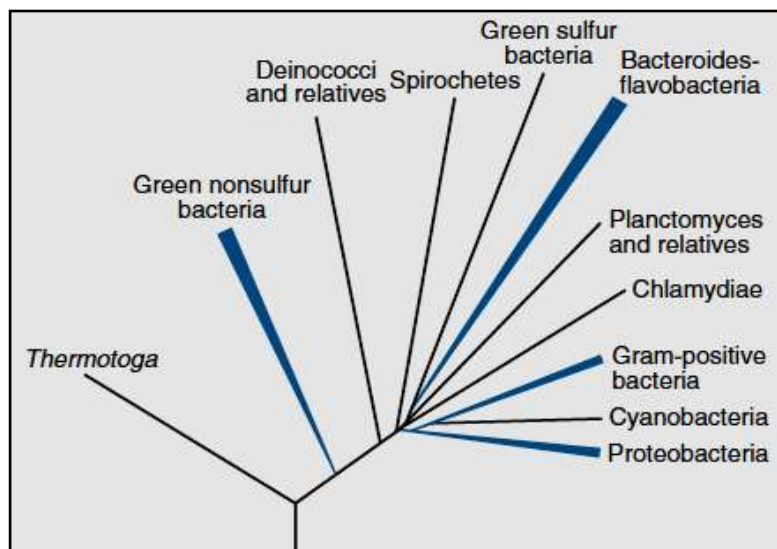 Green sulfur
bacteria
Bacteroides-
flavobacteria
Deinococci
and relatives
Spirochetes
Green nonsulfur
bacteria
Planctomyces
and relatives
Chlamydiae
Thermotoga
Gram-positive
bacteria
Cyanobacteria
Proteobacteria